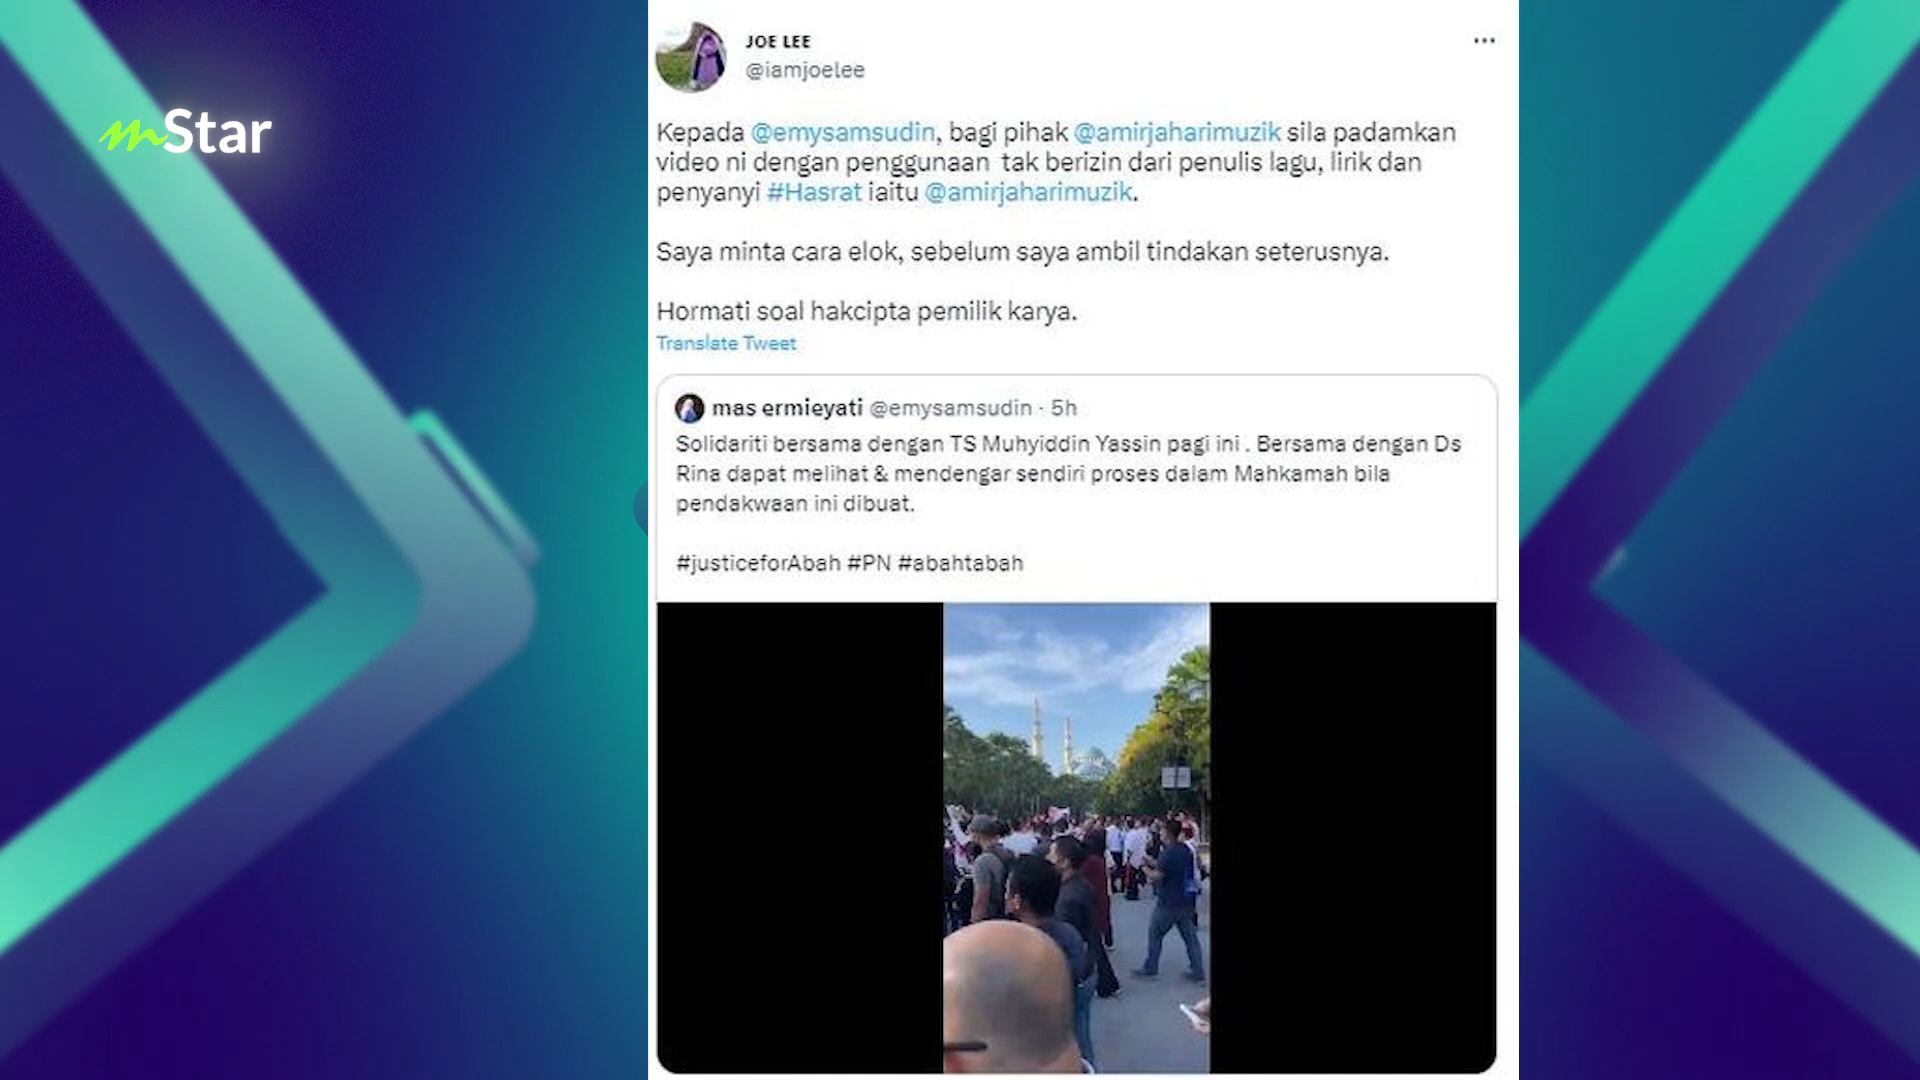 mStar
JOE LEE
@iamjoelee
Kepada @emysamsudin, bagi pihak @amirjaharimuzik sila padamkan
video ni dengan penggunaan tak berizin dari penulis lagu, lirik dan
penyanyi #Hasrat iaitu @amirjaharimuzik.
Saya minta cara elok, sebelum saya ambil tindakan seterusnya.
Hormati soal hakcipta pemilik karya.
Translate Tweet
mas ermieyati @emysamsudin · 5h
Solidariti bersama dengan TS Muhyiddin Yassin pagi ini . Bersama dengan Ds
Rina dapat melihat & mendengar sendiri proses dalam Mahkamah bila
pendakwaan ini dibuat.
#justiceforAbah #PN #abahtabah